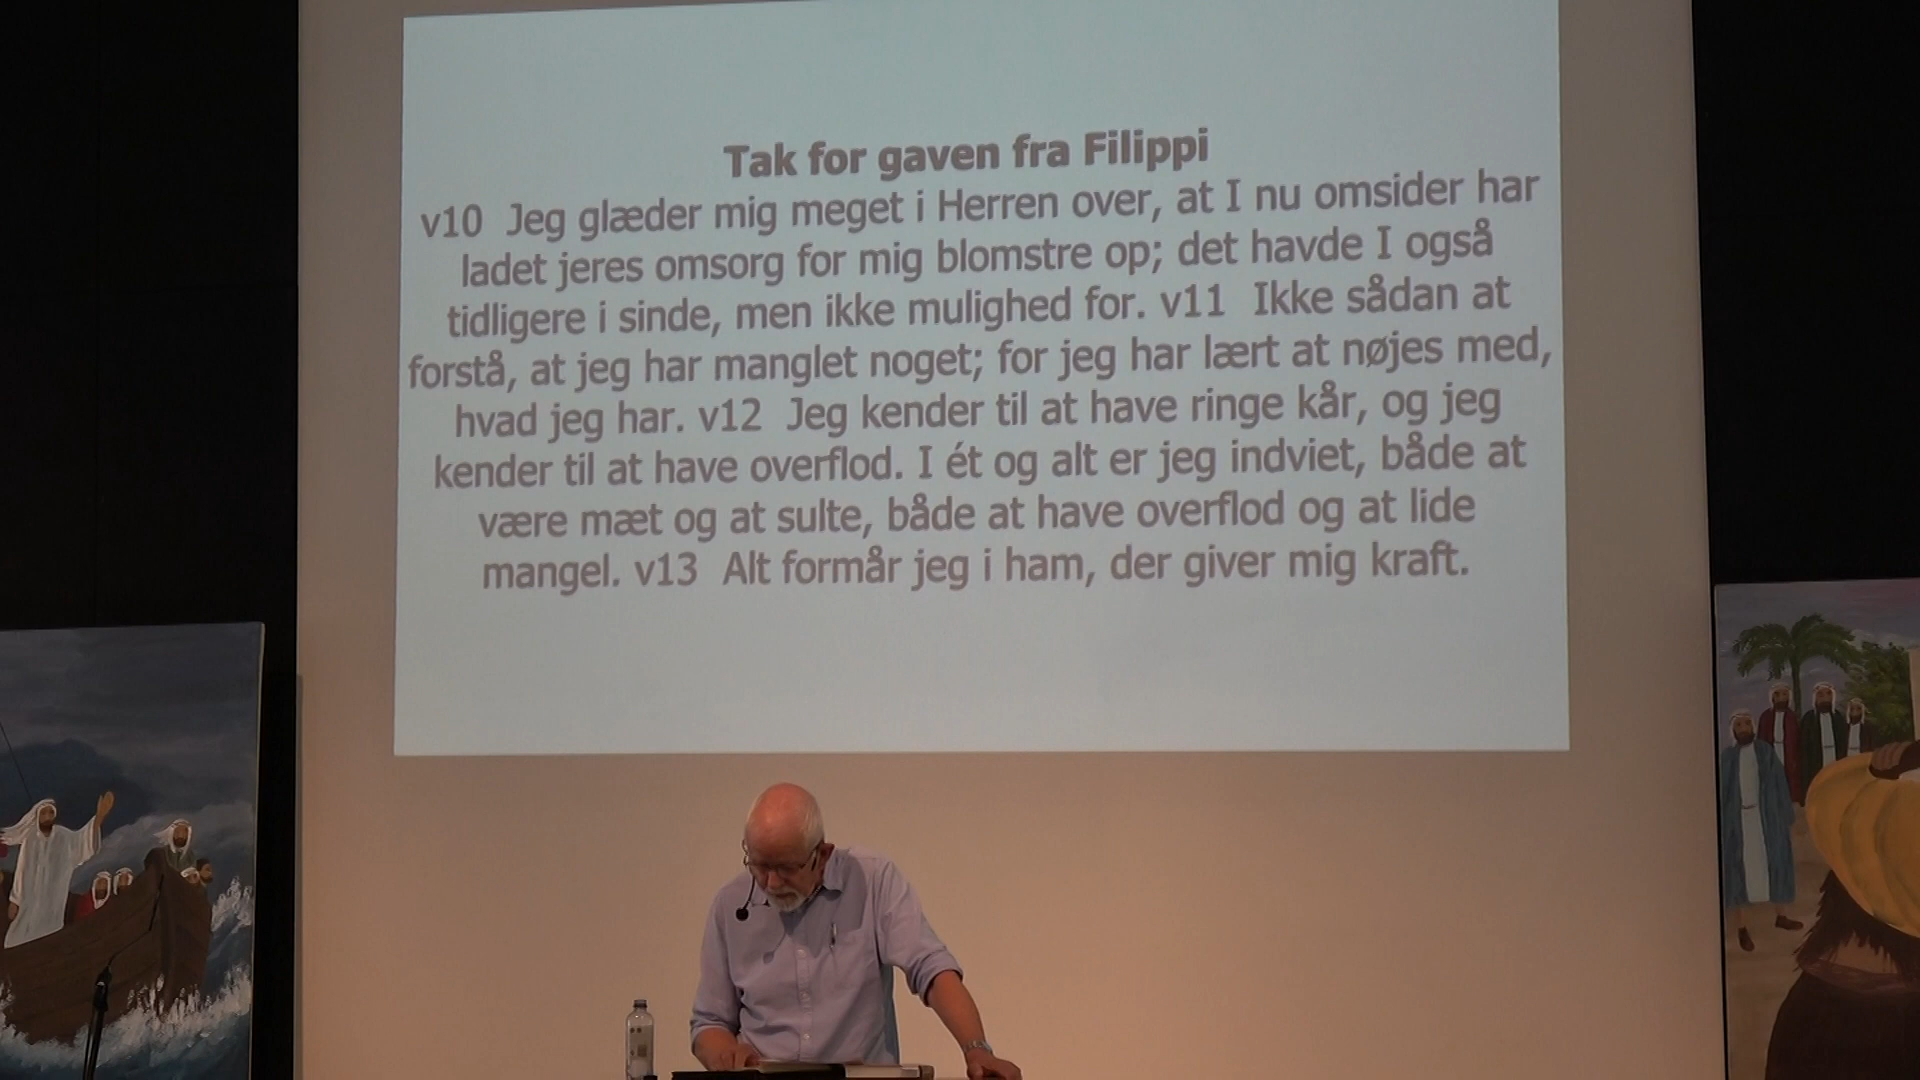 Tak for gaven fra Filippi
v10 Jeg glæder mig meget i Herren over, at I nu omsider har
ladet jeres omsorg for mig blomstre op; det havde I også
tidligere i sinde, men ikke mulighed for. v11 Ikke sådan at
forstå, at jeg har manglet noget; for jeg har lært at nøjes med,
hvad jeg har. v12 Jeg kender til at have ringe kår, og jeg
kender til at have overflod. I ét og alt er jeg indviet, både at
være mæt og at sulte, både at have overflod og at lide
mangel. v13 Alt formår jeg i ham, der giver mig kraft.